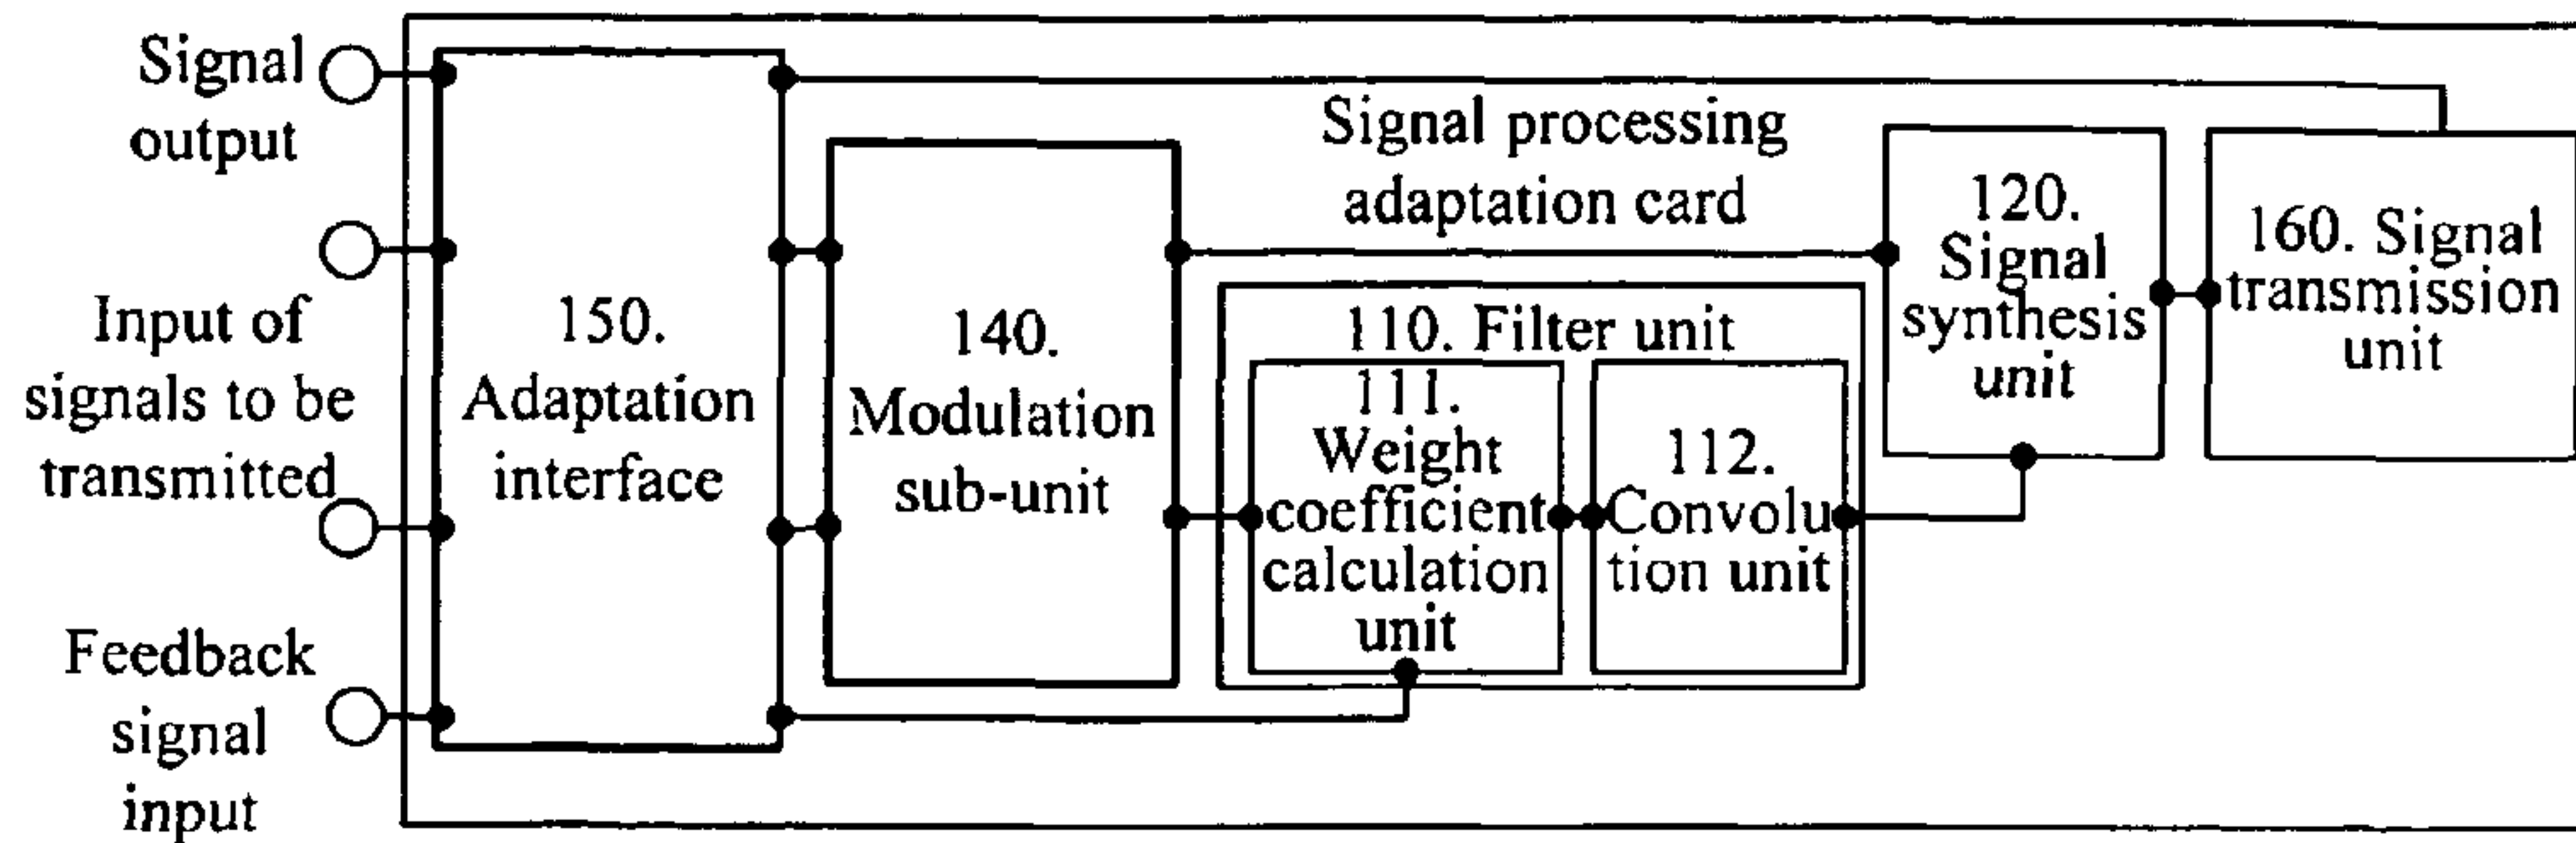 Signal
output
Input of
signals to be
transmitted
Feedback
signal
input
150.
Adaptation
interface
140.
Modulation
sub-unit
Signal processing
adaptation card
110. Filter unit
111.
Weight
coefficient
calculation
unit
112.
Convolu
tion unit
120.
Signal
synthesis
unit
160. Signal
transmission
unit